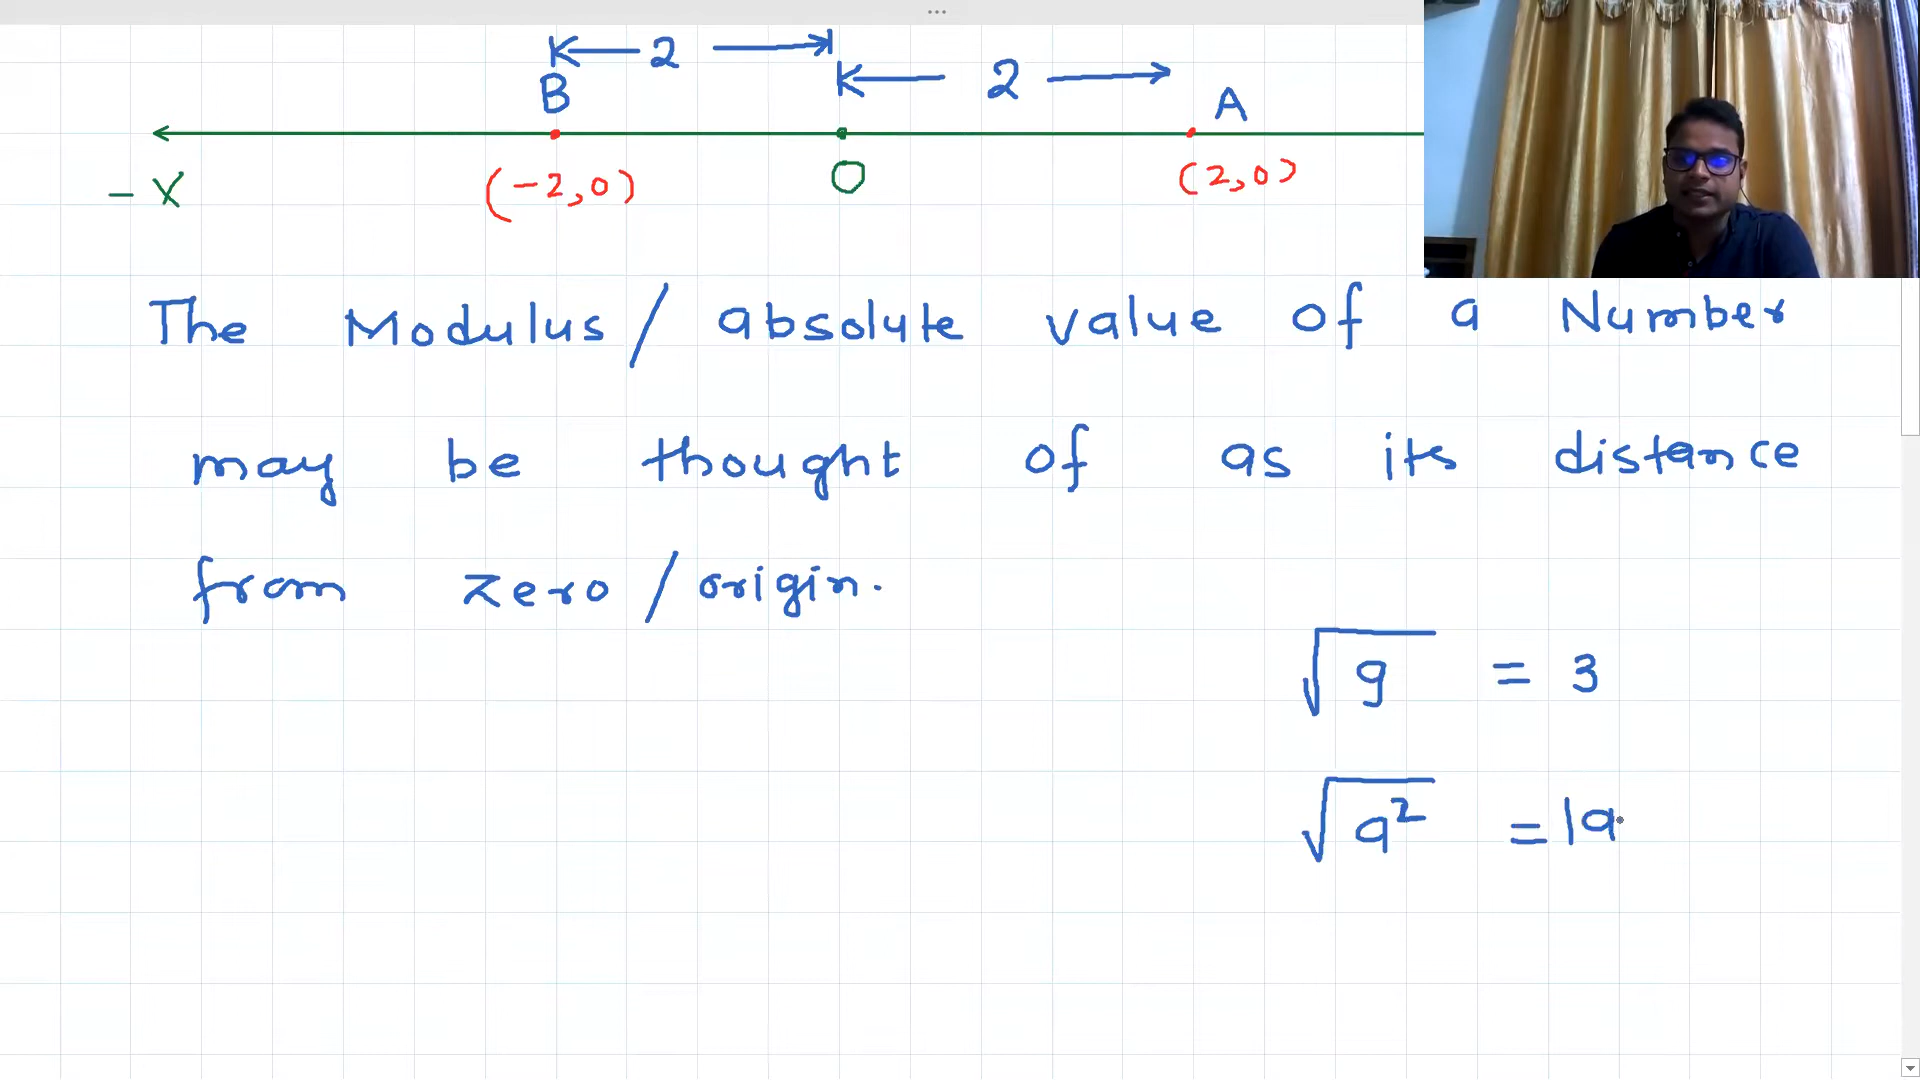 2
2
B
A
- X
(-2,0)
O
(2,0)
The Modulus/absolute value of a Number
may be thought of as its distance
from zero/origin.
√9 = 3
√a² = |a